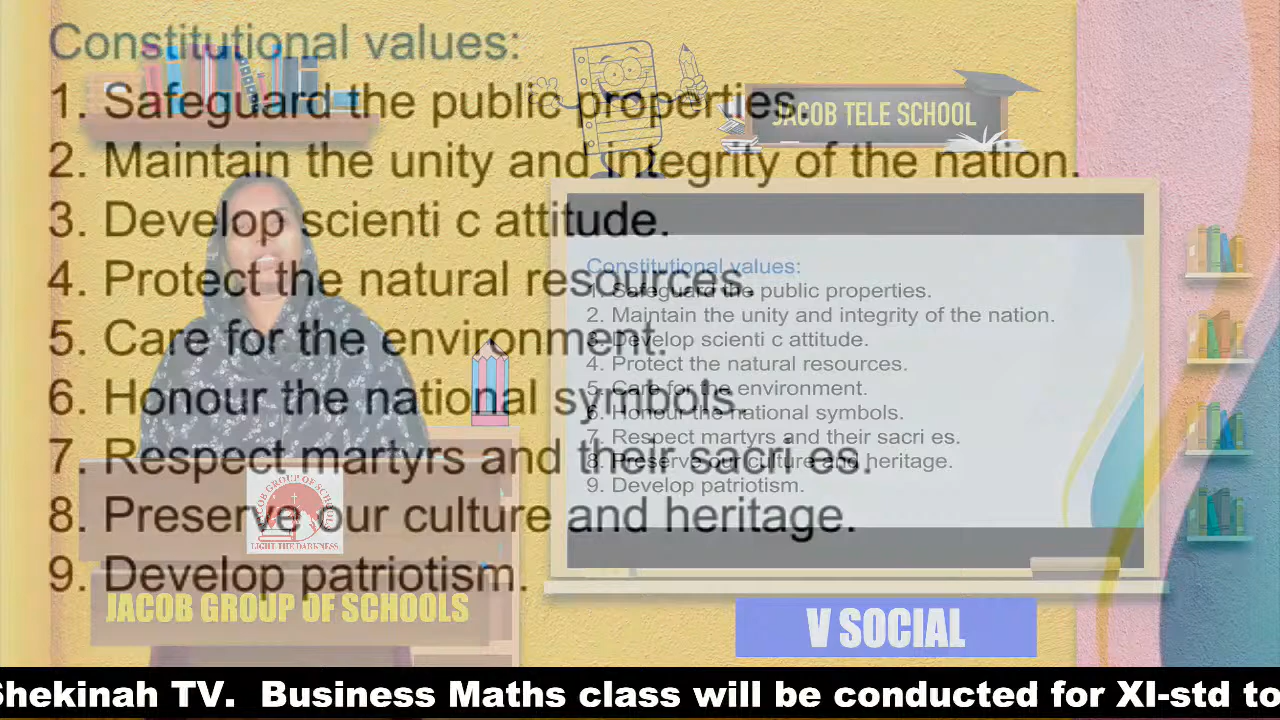 Constitutional values:
1. Safeguard the public properties.
2. Maintain the unity and integrity of the nation.
3. Develop scienti c attitude.
4. Protect the natural resources.
5. Care for the environment.
6. Honour the national symbols.
7. Respect martyrs and their sacri es.
8. Preserve our culture and heritage.
9. Develop patriotism.
JACOB TELE SCHOOL
Constitutional values:
1. Safeguard the public properties.
2. Maintain the unity and integrity of the nation.
3. Develop scienti c attitude.
4. Protect the natural resources.
5. Care for the environment.
6. Honour the national symbols.
7. Respect martyrs and their sacri es.
8. Preserve our culture and heritage.
9. Develop patriotism.
JACOB GROUP OF SCHOOLS
LIGHT THE DARKNESS
JACOB GROUP OF SCHOOLS
V SOCIAL
Shekinah TV. Business Maths class will be conducted for XI-std to